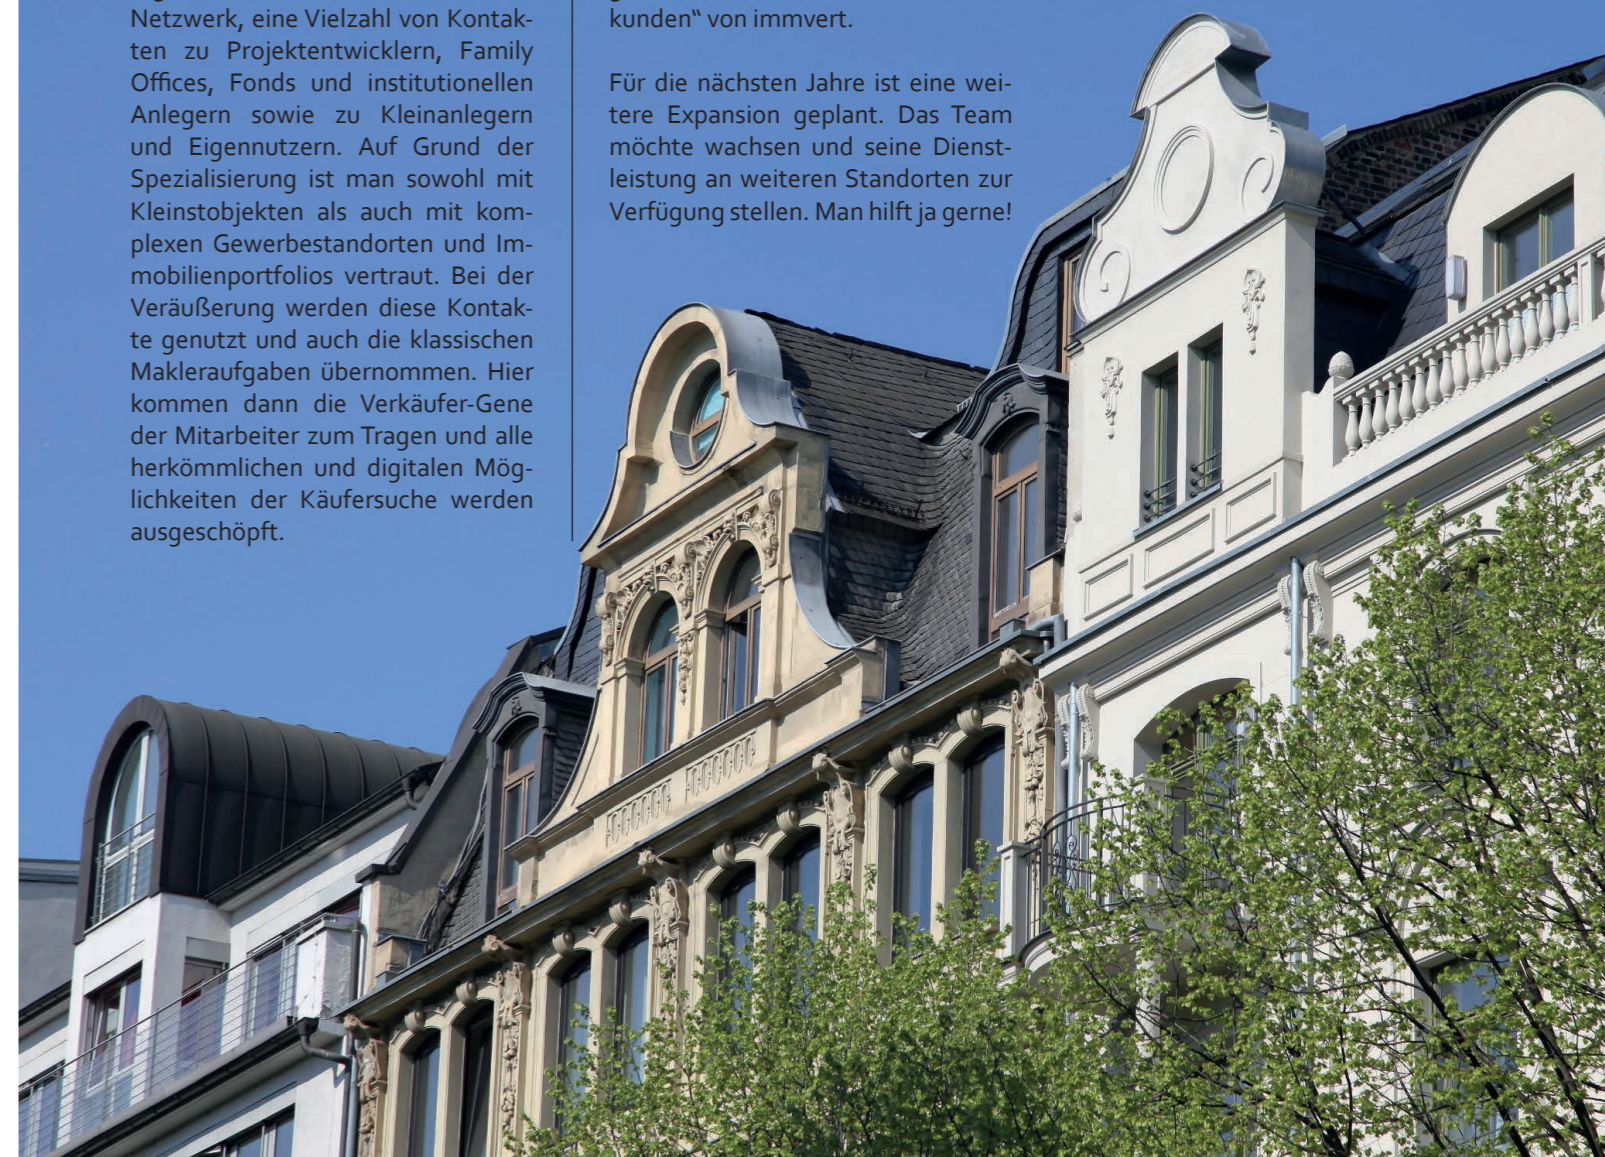 Netzwerk, eine Vielzahl von Kontak-
ten zu Projektentwicklern, Family
Offices, Fonds und institutionellen
Anlegern sowie zu Kleinanlegern
und Eigennutzern. Auf Grund der
Spezialisierung ist man sowohl mit
Kleinstobjekten als auch mit kom-
plexen Gewerbestandorten und Im-
mobilienportfolios vertraut. Bei der
Veräußerung werden diese Kontak-
te genutzt und auch die klassischen
Makleraufgaben übernommen. Hier
kommen dann die Verkäufer-Gene
der Mitarbeiter zum Tragen und alle
herkömmlichen und digitalen Mög-
lichkeiten der Käufersuche werden
ausgeschöpft.
kunden“ von immvert.
Für die nächsten Jahre ist eine wei-
tere Expansion geplant. Das Team
möchte wachsen und seine Dienst-
leistung an weiteren Standorten zur
Verfügung stellen. Man hilft ja gerne!